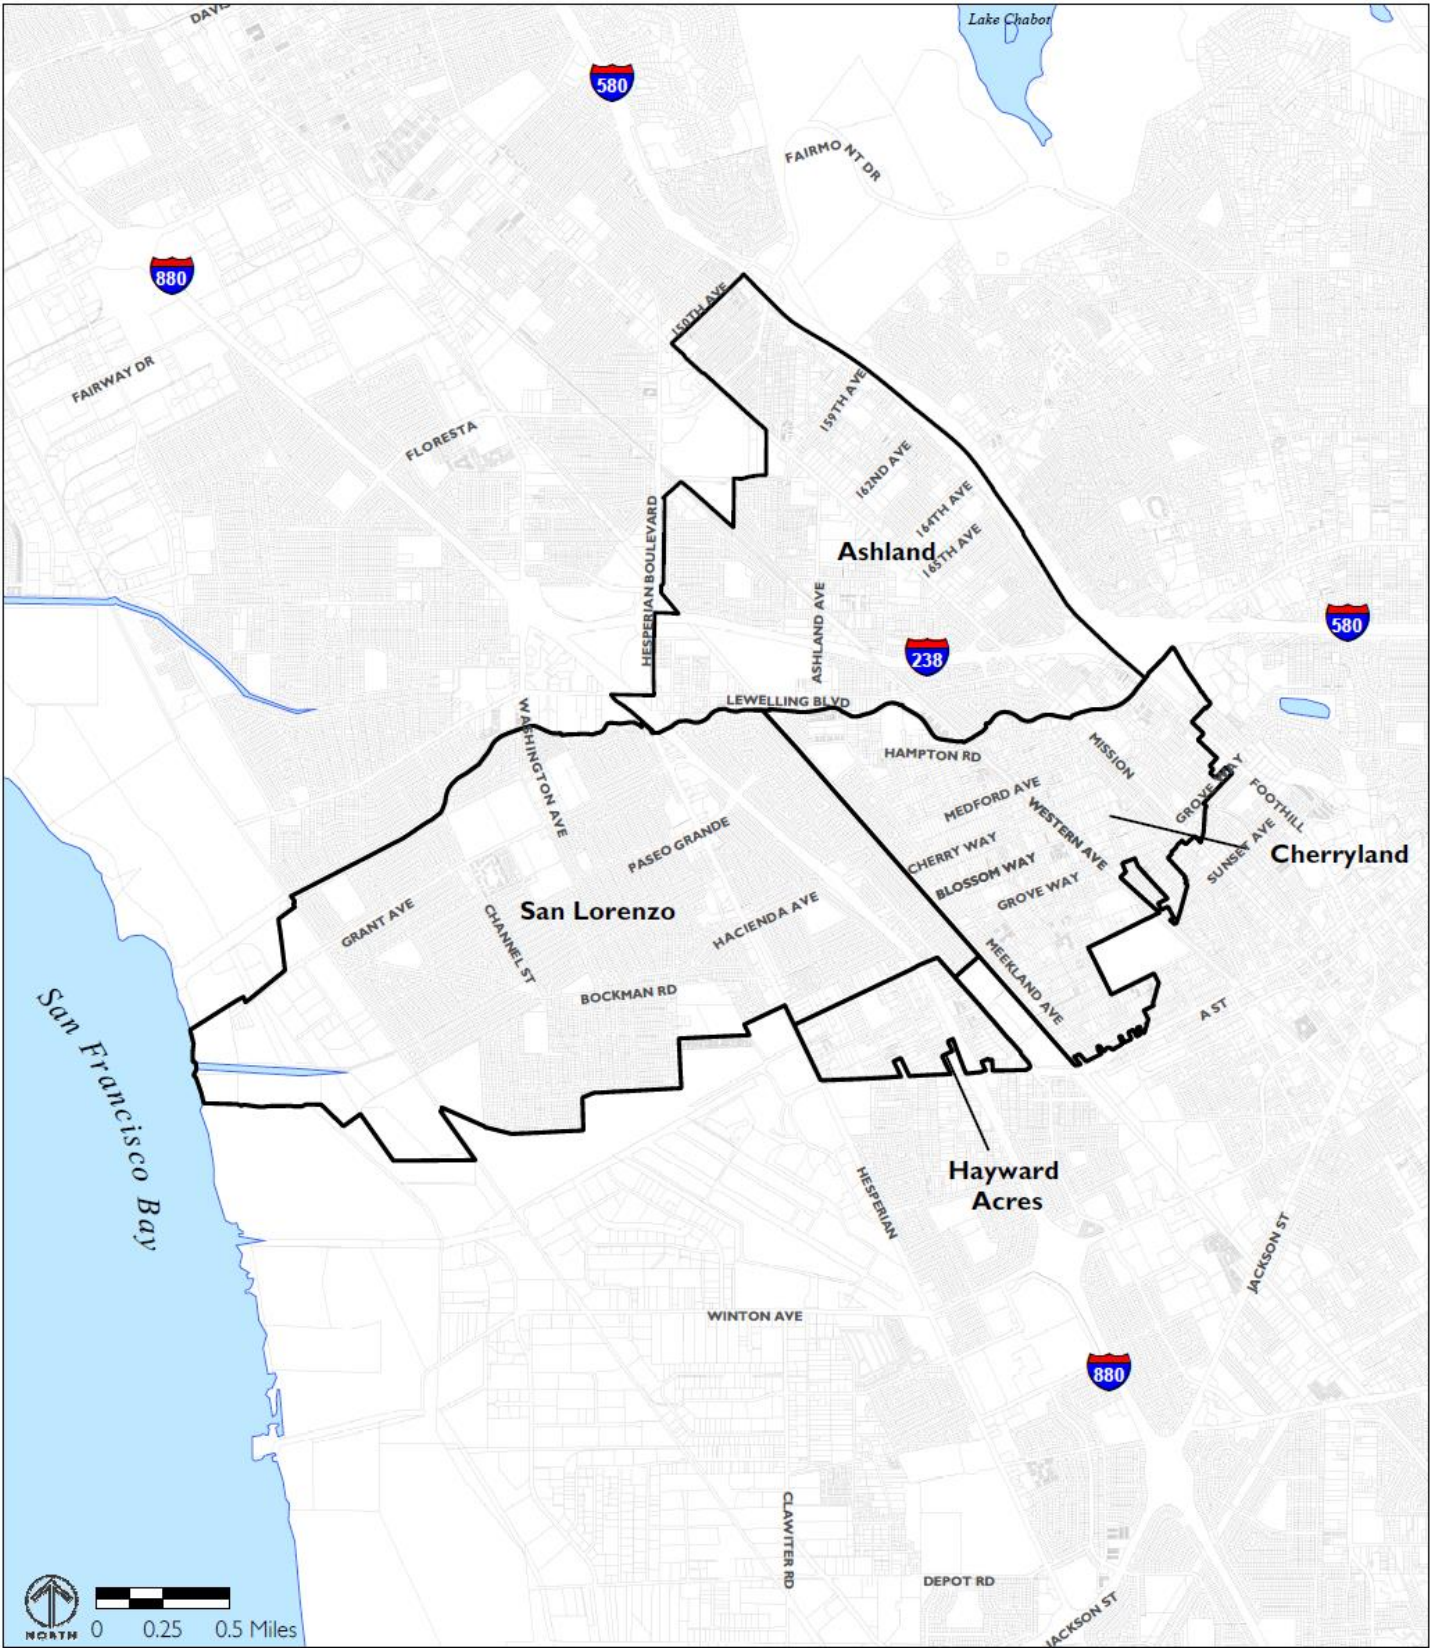 Lake Chabot
DAVIS
580
FAIRMO NT DR
880
150TH AVE
FAIRWAY DR
159TH AVE
FLORESTA
162ND AVE
164TH AVE
HESPERIAN BOULEVARD
Ashland
165TH AVE
ASHLAND AVE
580
238
LEWELLING BLVD
WASHINGTON AVE
HAMPTON RD
MISSION
GROVE WAY
FOOTHILL
MEDFORD AVE
WESTERN AVE
PASEO GRANDE
CHERRY WAY
SUNSET AVE
Cherryland
BLOSSOM WAY
GROVE WAY
San Lorenzo
GRANT AVE
CHANNEL ST
HACIENDA AVE
MEEKLAND AVE
BOCKMAN RD
A ST
San Francisco Bay
Hayward
Acres
HESPERIAN
JACKSON ST
WINTON AVE
880
CLAWITER RD
DEPOT RD
JACKSON ST
NORTH
0 0.25 0.5 Miles